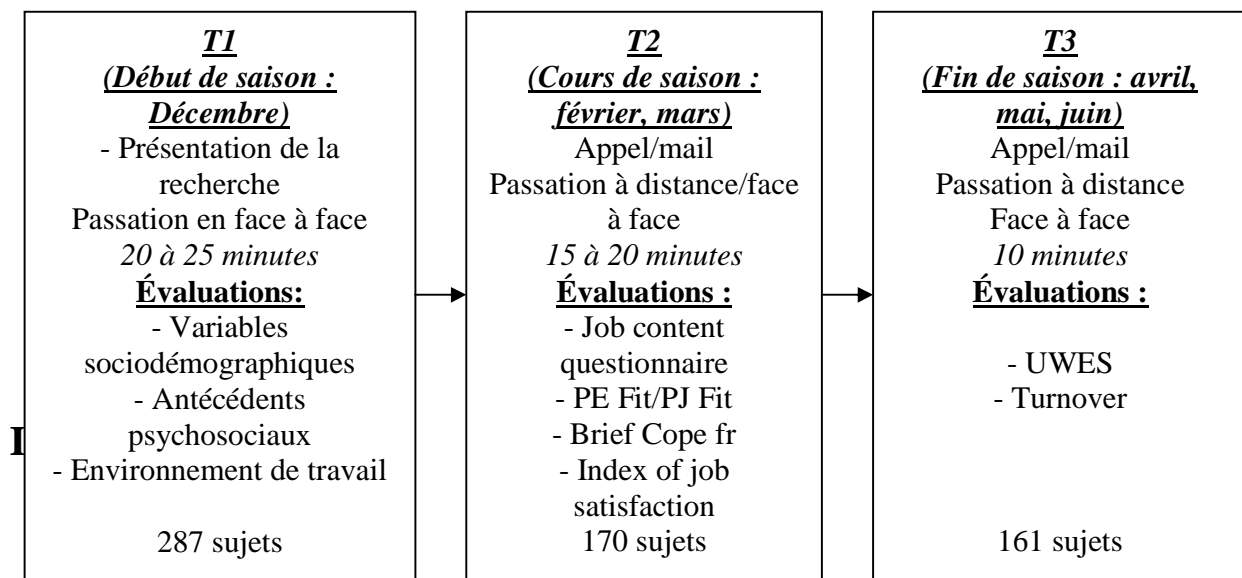 T1
(Début de saison :
Décembre)
- Présentation de la
recherche
Passation en face à face
20 à 25 minutes
Évaluations:
- Variables
sociodémographiques
- Antécédents
psychosociaux
- Environnement de travail
287 sujets
T2
(Cours de saison :
février, mars)
Appel/mail
Passation à distance/face
à face
15 à 20 minutes
Évaluations :
- Job content
questionnaire
- PE Fit/PJ Fit
- Brief Cope fr
- Index of job
satisfaction
170 sujets
T3
(Fin de saison : avril,
mai, juin)
Appel/mail
Passation à distance
Face à face
10 minutes
Évaluations :
- UWES
- Turnover
161 sujets
I